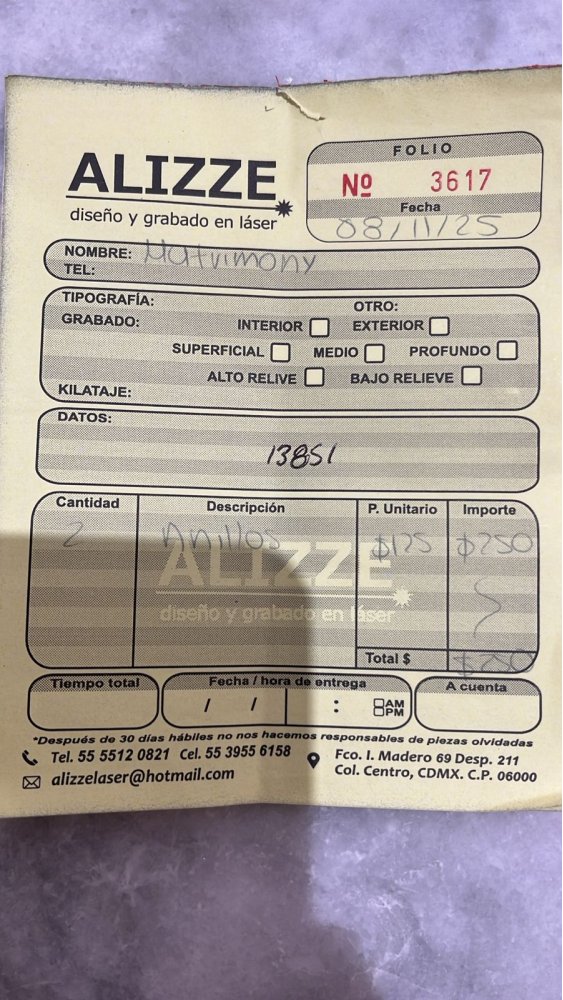 ALIZZE
diseño y grabado en láser
FOLIO
Nº 3617
Fecha
08/11/25
NOMBRE: Matrimony
TEL:
TIPOGRAFÍA:
OTRO:
GRABADO:
INTERIOR
EXTERIOR
SUPERFICIAL
MEDIO
PROFUNDO
ALTO RELIVE
BAJO RELIEVE
KILATAJE:
DATOS:
13851
Cantidad Descripción P. Unitario Importe
2 Anillos $125 $250
ALIZZE
diseño y grabado en láser
Total $ $250
Tiempo total
Fecha / hora de entrega
A cuenta
/ / : AM
PM
*Después de 30 días hábiles no nos hacemos responsables de piezas olvidadas
Tel. 55 5512 0821 Cel. 55 3955 6158
alizzelaser@hotmail.com
Fco. I. Madero 69 Desp. 211
Col. Centro, CDMX. C.P. 06000